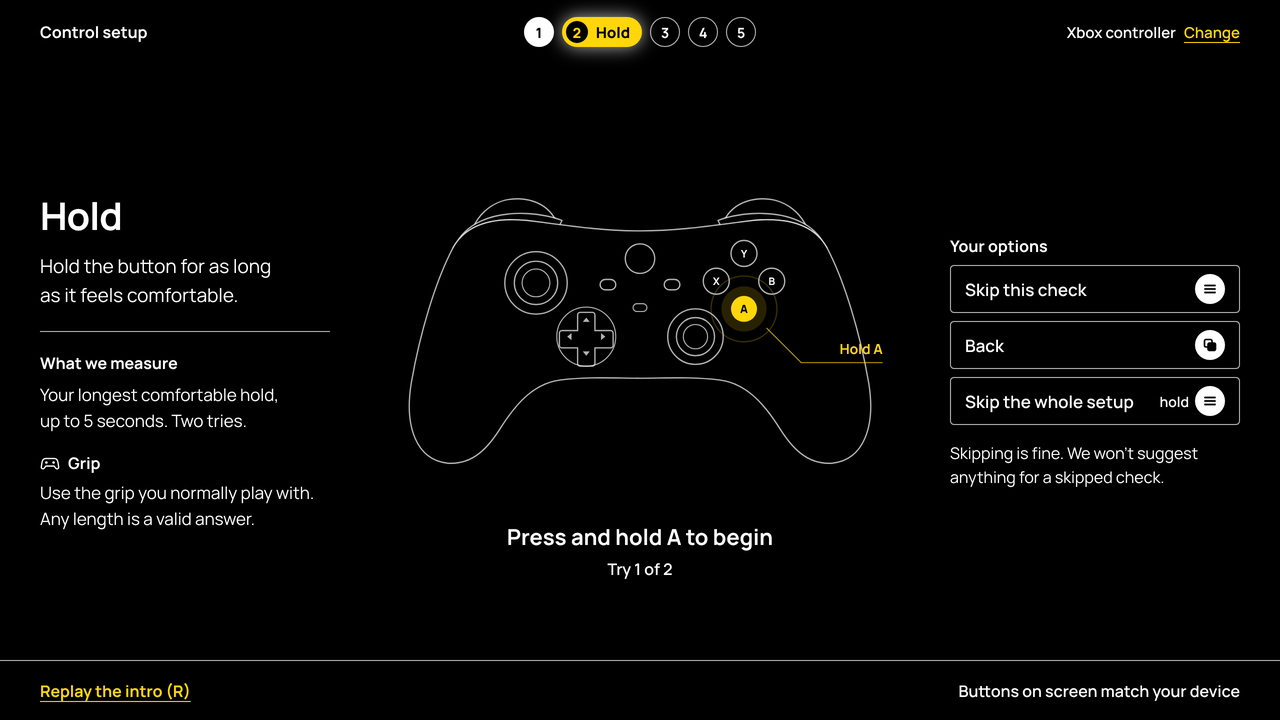 Control setup
1
2 Hold
3
4
5
Xbox controller Change
Hold
Hold the button for as long
as it feels comfortable.
What we measure
Your longest comfortable hold,
up to 5 seconds. Two tries.
Grip
Use the grip you normally play with.
Any length is a valid answer.
Y
X
B
A
Hold A
Press and hold A to begin
Try 1 of 2
Your options
Skip this check
Back
Skip the whole setup hold
Skipping is fine. We won't suggest
anything for a skipped check.
Replay the intro (R)
Buttons on screen match your device